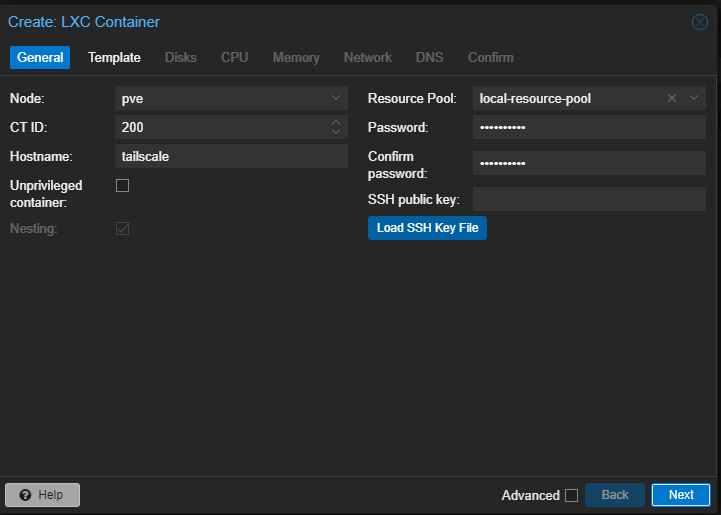 Create: LXC Container
General Template Disks CPU Memory Network DNS Confirm
Node: pve
CT ID: 200
Hostname: tailscale
Unprivileged
container:
Nesting:
Resource Pool: local-resource-pool
Password: ••••••••••
Confirm
password: ••••••••••
SSH public key:
Load SSH Key File
Help
Advanced Back Next